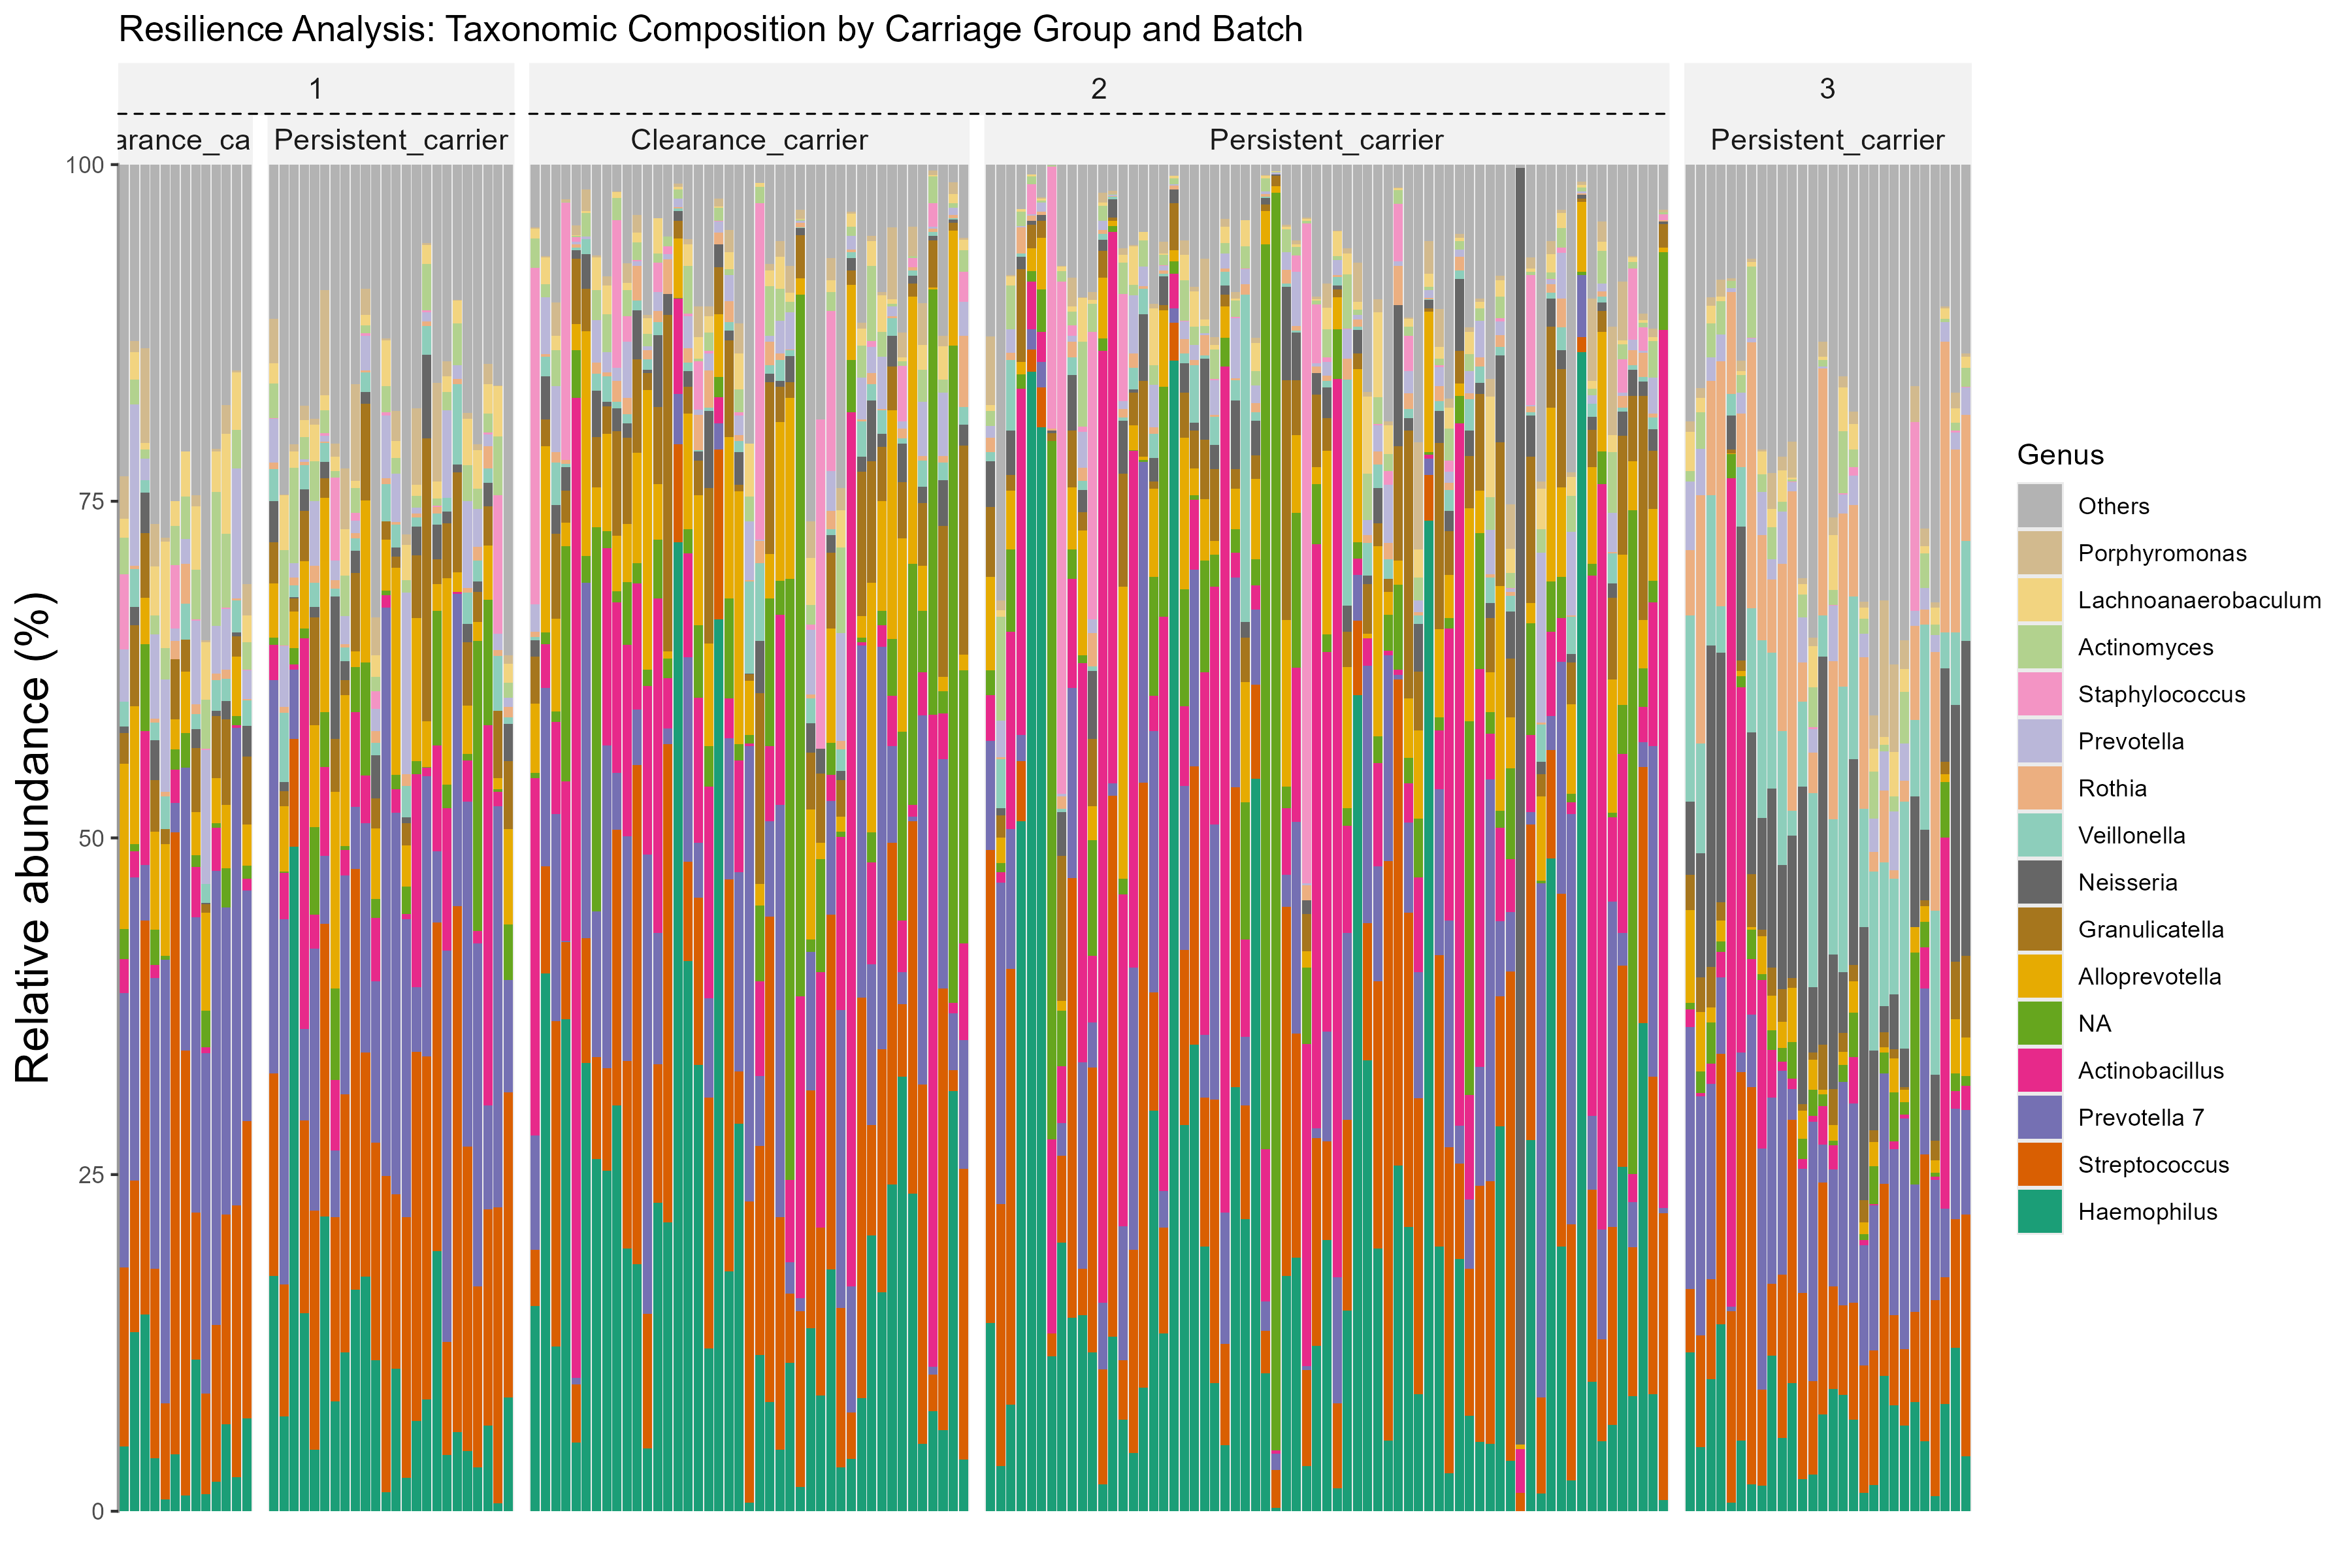 Resilience Analysis: Taxonomic Composition by Carriage Group and Batch
1
2
3
arance_ca
Persistent_carrier
Clearance_carrier
Persistent_carrier
Persistent_carrier
Relative abundance (%)
100
75
50
25
0
Genus
Others
Porphyromonas
Lachnoanaerobaculum
Actinomyces
Staphylococcus
Prevotella
Rothia
Veillonella
Neisseria
Granulicatella
Alloprevotella
NA
Actinobacillus
Prevotella 7
Streptococcus
Haemophilus